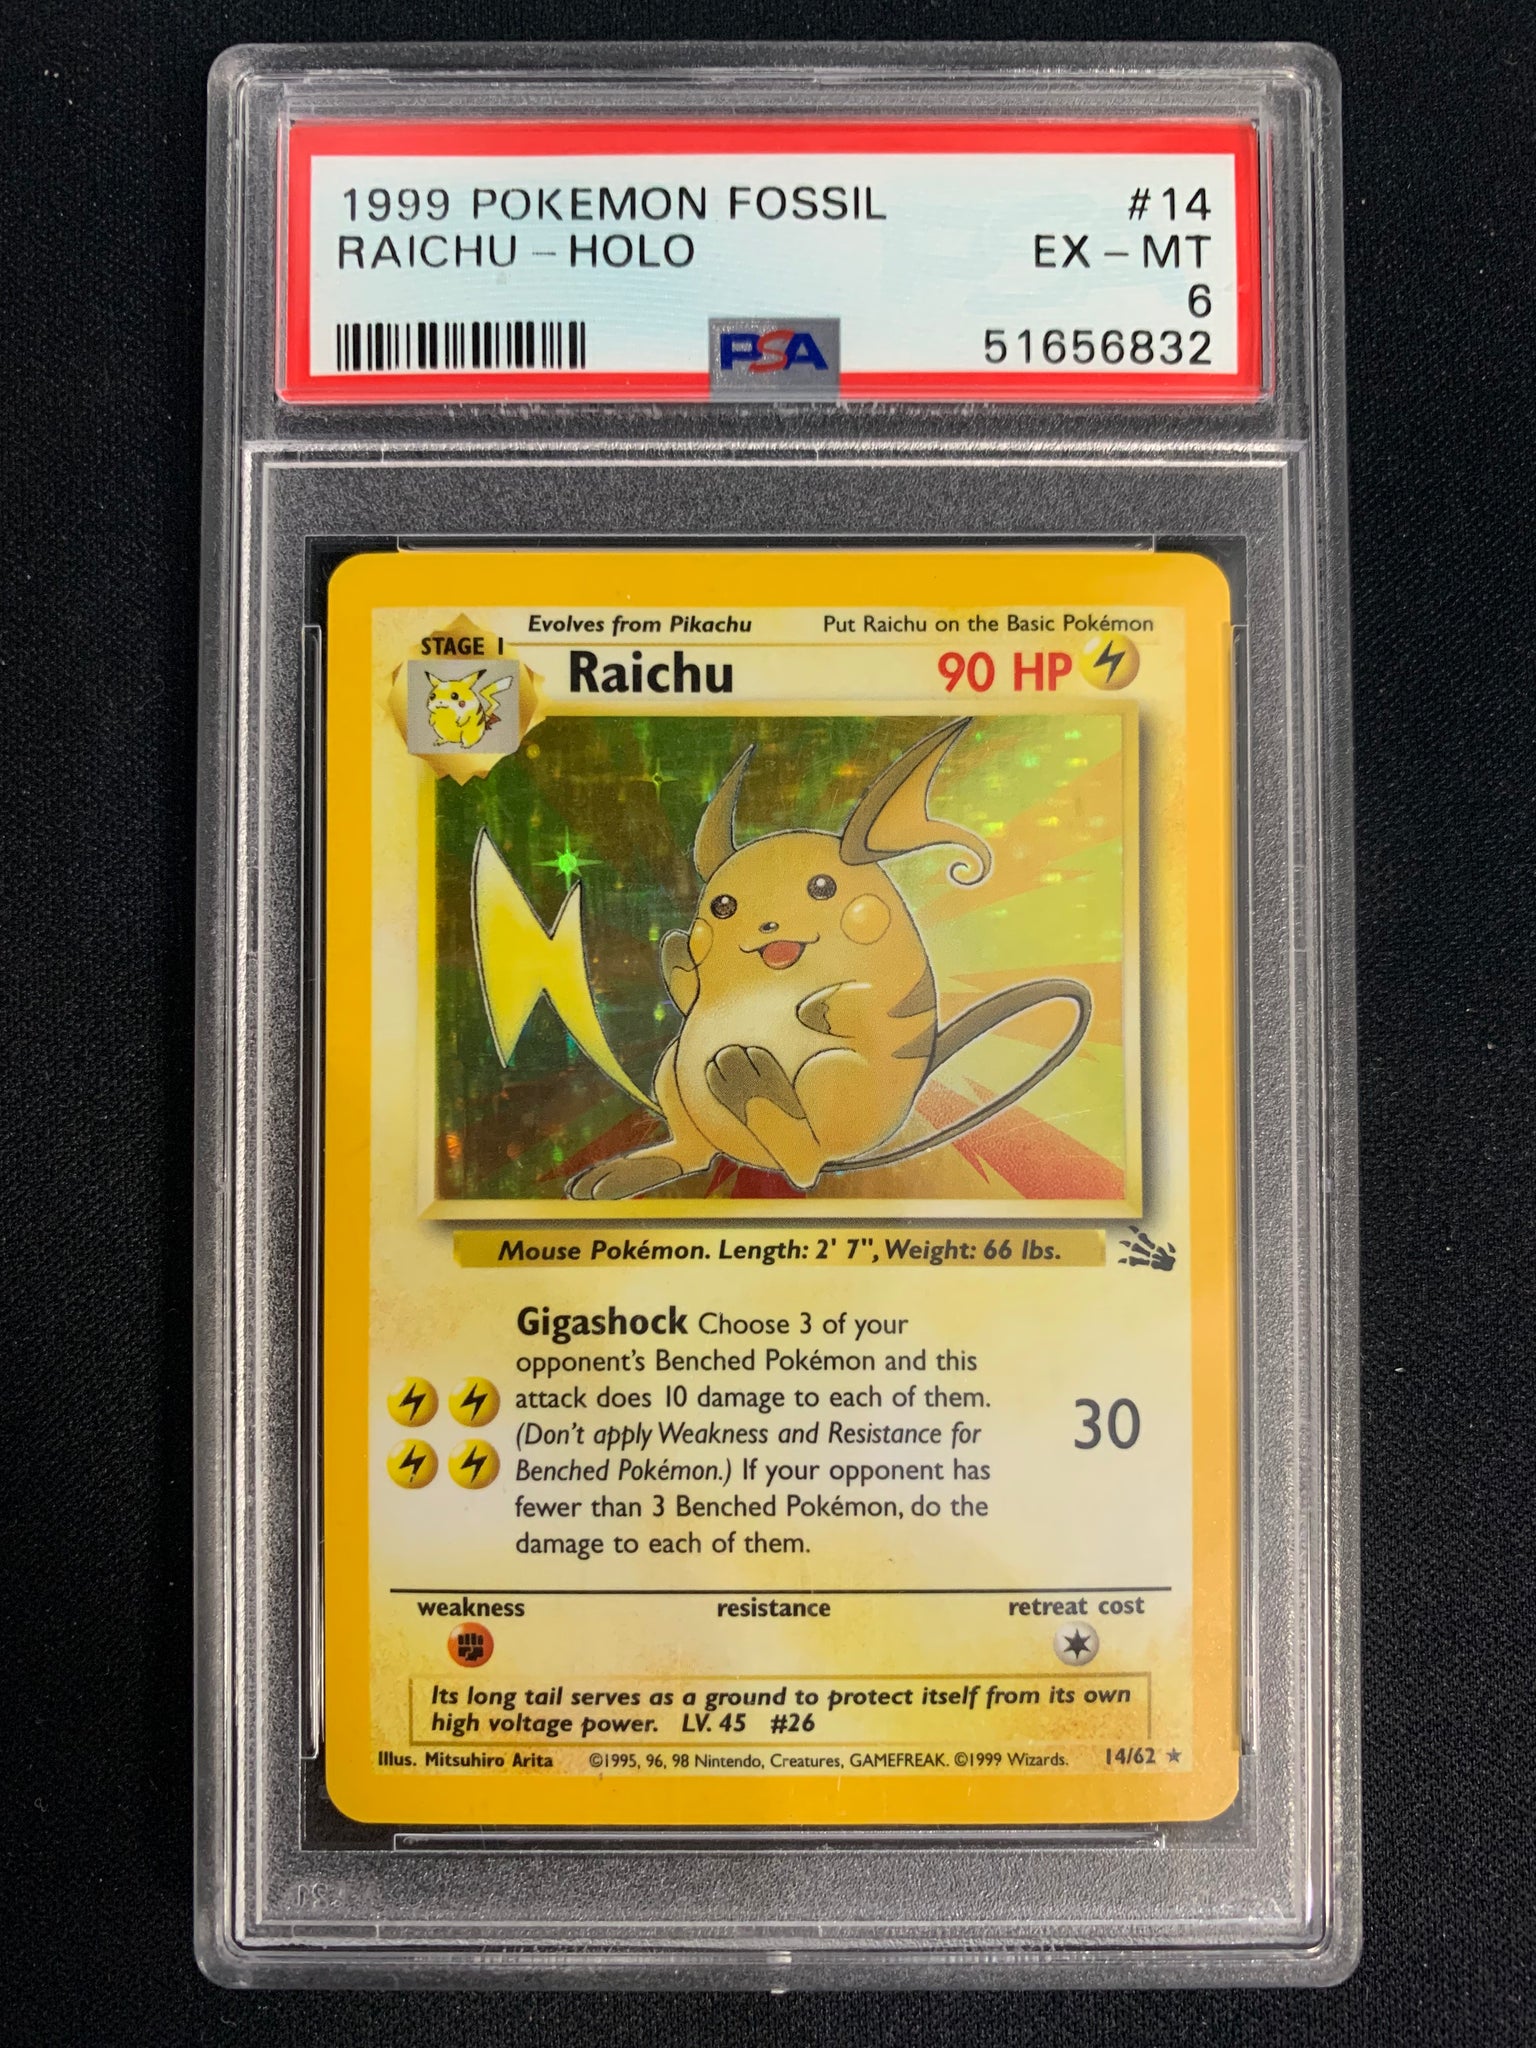 1999 POKEMON FOSSIL #14
RAICHU - HOLO EX - MT
6
PSA 51656832
Evolves from Pikachu Put Raichu on the Basic Pokémon
STAGE 1
Raichu 90 HP
Mouse Pokémon. Length: 2' 7", Weight: 66 lbs.
Gigashock Choose 3 of your
opponent's Benched Pokémon and this
attack does 10 damage to each of them.
(Don't apply Weakness and Resistance for
Benched Pokémon.) If your opponent has
fewer than 3 Benched Pokémon, do the
damage to each of them.
30
weakness resistance retreat cost
Its long tail serves as a ground to protect itself from its own
high voltage power. LV. 45 #26
Illus. Mitsuhiro Arita ©1995, 96, 98 Nintendo, Creatures, GAMEFREAK. ©1999 Wizards. 14/62 ★